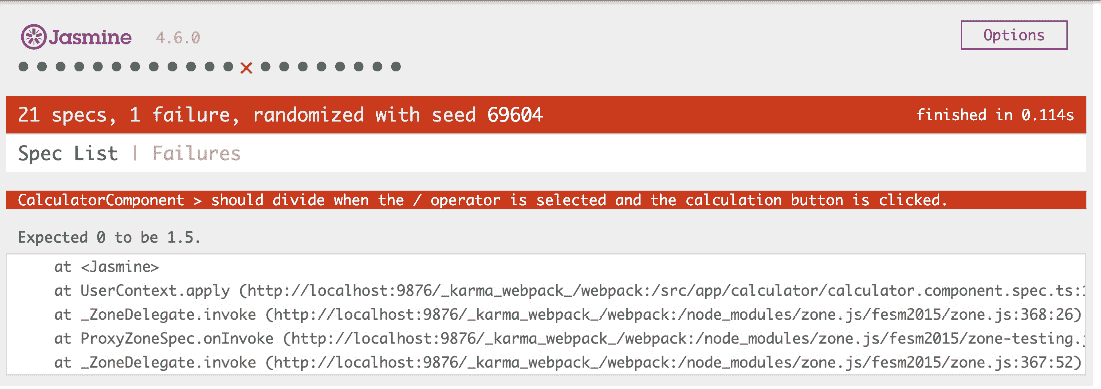 Jasmine 4.6.0 Options
21 specs, 1 failure, randomized with seed 69604 finished in 0.114s
Spec List | Failures
CalculatorComponent > should divide when the / operator is selected and the calculation button is clicked.
Expected 0 to be 1.5.
at <Jasmine>
at UserContext.apply (http://localhost:9876/_karma_webpack_/webpack:/src/app/calculator/calculator.component.spec.ts:
at _ZoneDelegate.invoke (http://localhost:9876/_karma_webpack_/webpack:/node_modules/zone.js/fesm2015/zone.js:368:26)
at ProxyZoneSpec.onInvoke (http://localhost:9876/_karma_webpack_/webpack:/node_modules/zone.js/fesm2015/zone-testing.
at _ZoneDelegate.invoke (http://localhost:9876/_karma_webpack_/webpack:/node_modules/zone.js/fesm2015/zone.js:367:52)